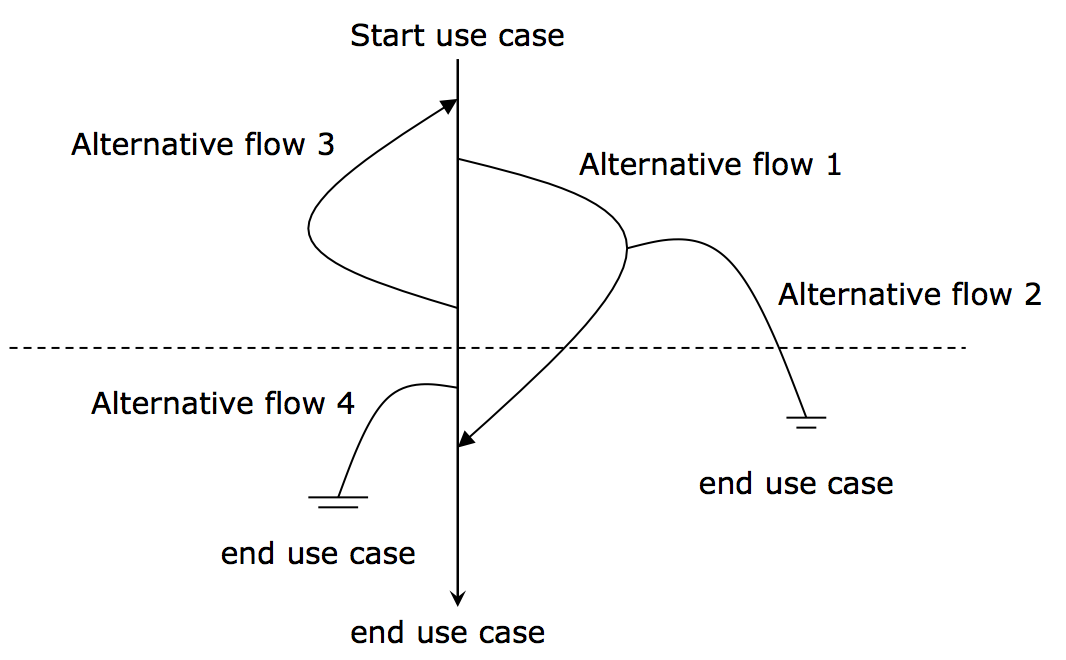 Start use case
Alternative flow 3
Alternative flow 1
Alternative flow 2
Alternative flow 4
end use case
end use case
end use case